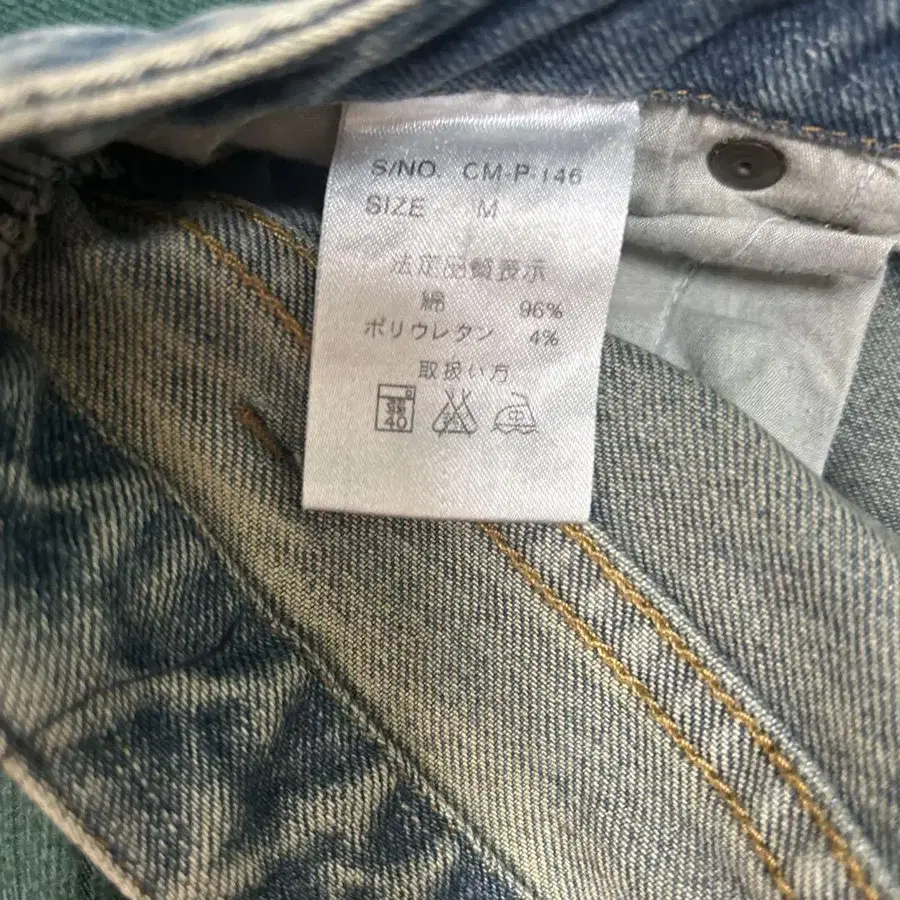 S/NO. CM-P-146
SIZE M
法定品質表示
綿 96%
ポリウレタン 4%
取扱い方
40